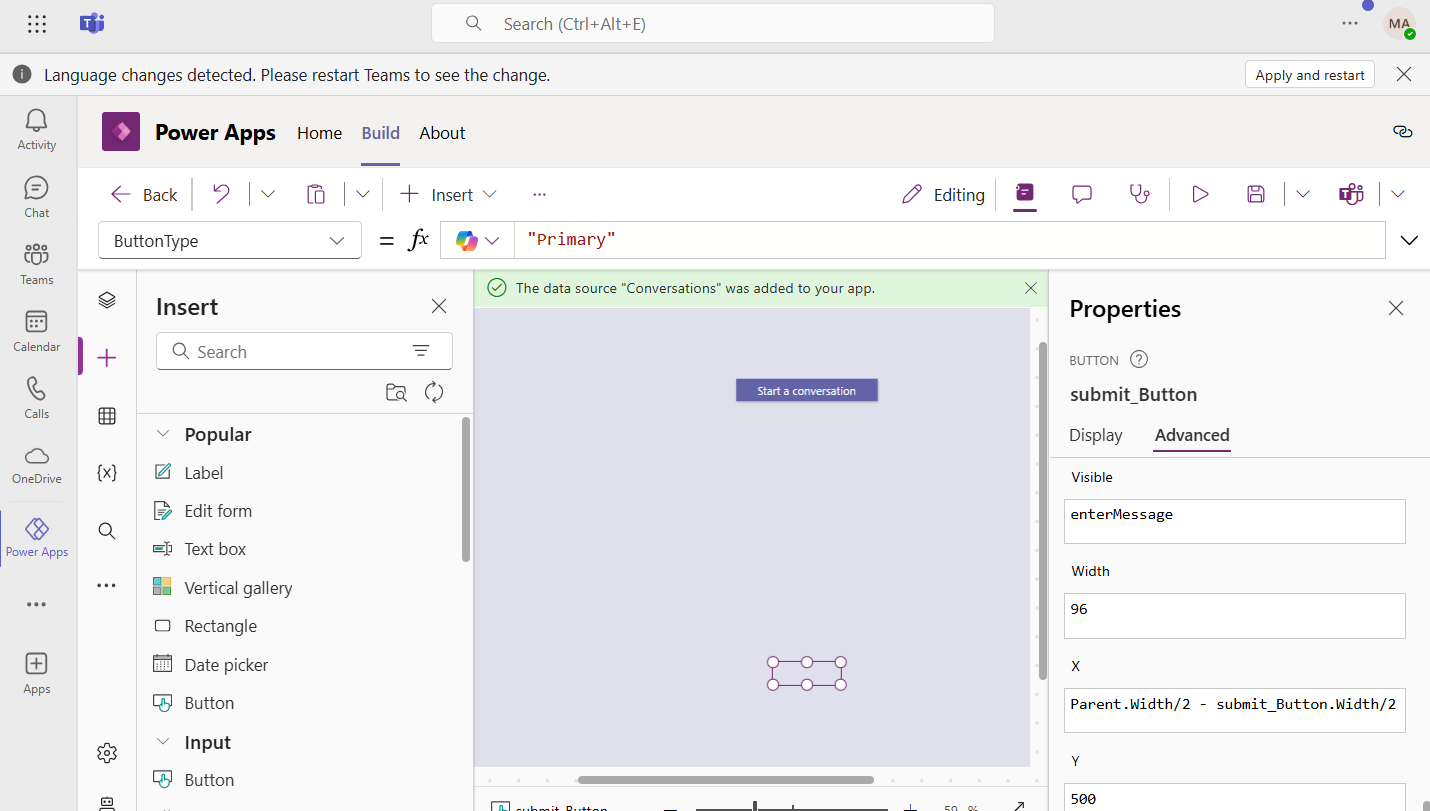 Search (Ctrl+Alt+E)
MA
Language changes detected. Please restart Teams to see the change.
Apply and restart
Activity
Chat
Teams
Calendar
Calls
OneDrive
Power Apps
Apps
Power Apps
Home
Build
About
Back
Insert
Editing
ButtonType
= fx
"Primary"
Insert
Search
Popular
Label
Edit form
Text box
Vertical gallery
Rectangle
Date picker
Button
Input
Button
The data source "Conversations" was added to your app.
Start a conversation
submit_Button
59 %
Properties
BUTTON
submit_Button
Display
Advanced
Visible
enterMessage
Width
96
X
Parent.Width/2 - submit_Button.Width/2
Y
500